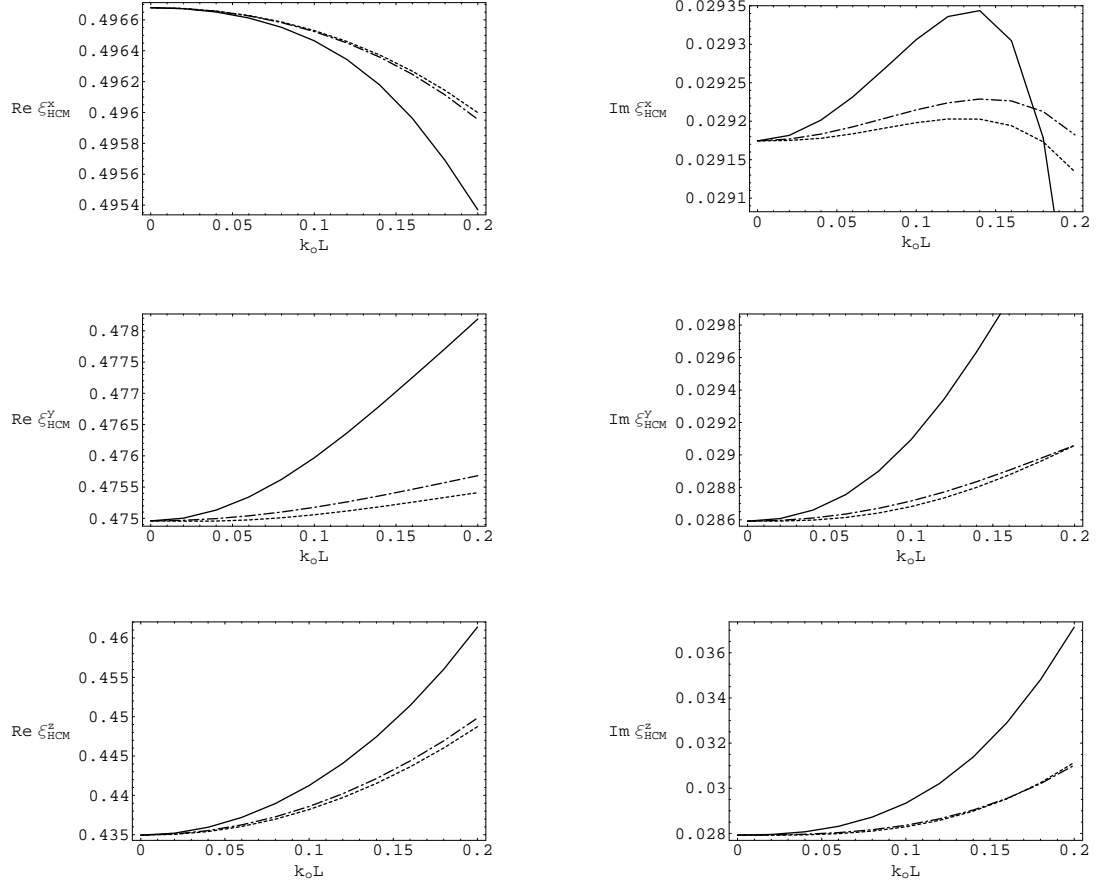 0.4966
0.4964
0.4962
0.496
0.4958
0.4956
0.4954
Re ξ^x_HCM
0 0.05 0.1 0.15 0.2
k_oL
0.02935
0.0293
0.02925
0.0292
0.02915
0.0291
Im ξ^x_HCM
0 0.05 0.1 0.15 0.2
k_oL
0.478
0.4775
0.477
0.4765
0.476
0.4755
0.475
Re ξ^y_HCM
0 0.05 0.1 0.15 0.2
k_oL
0.0298
0.0296
0.0294
0.0292
0.029
0.0288
0.0286
Im ξ^y_HCM
0 0.05 0.1 0.15 0.2
k_oL
0.46
0.455
0.45
0.445
0.44
0.435
Re ξ^z_HCM
0 0.05 0.1 0.15 0.2
k_oL
0.036
0.034
0.032
0.03
0.028
Im ξ^z_HCM
0 0.05 0.1 0.15 0.2
k_oL